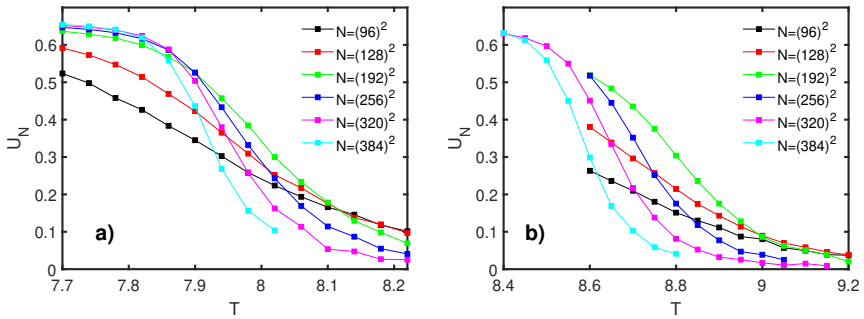 0.6
0.5
0.4
0.3
0.2
0.1
0
U_N
7.7
7.8
7.9
8
8.1
8.2
T
a)
N=(96)^2
N=(128)^2
N=(192)^2
N=(256)^2
N=(320)^2
N=(384)^2
0.6
0.5
0.4
0.3
0.2
0.1
0
U_N
8.4
8.6
8.8
9
9.2
T
b)
N=(96)^2
N=(128)^2
N=(192)^2
N=(256)^2
N=(320)^2
N=(384)^2